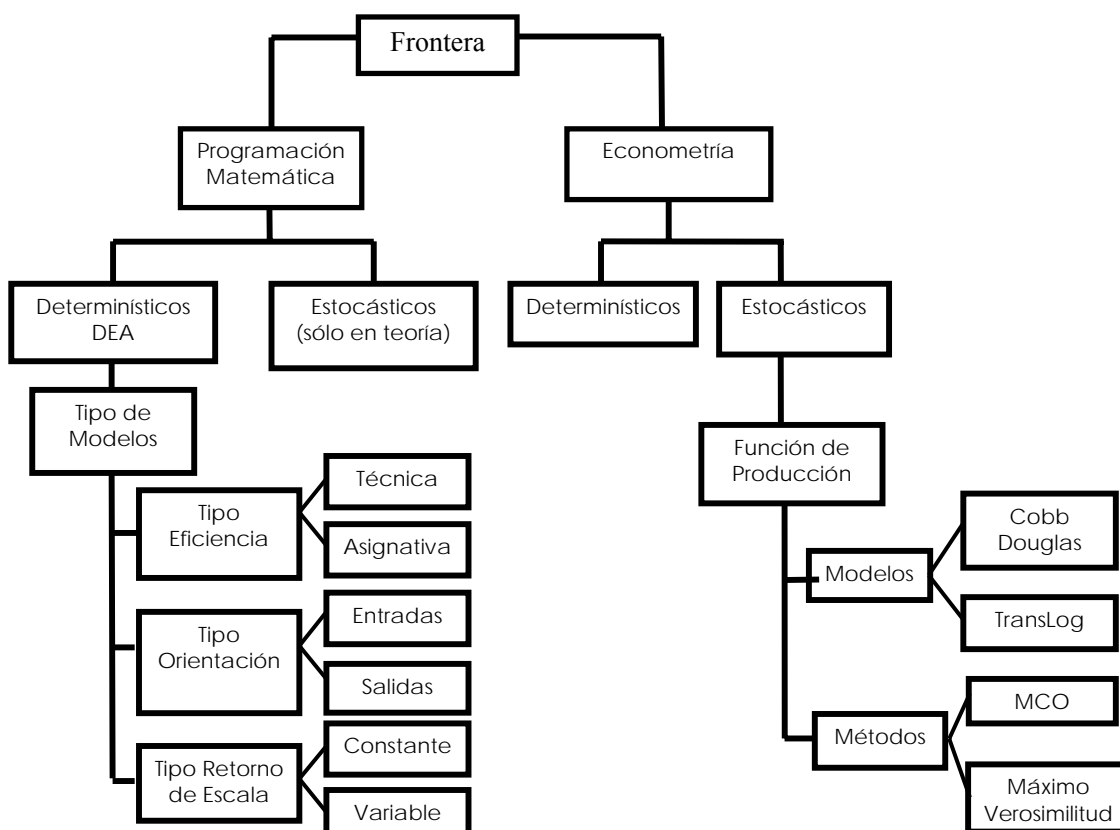 Frontera
Programación
Matemática
Econometría
Determinísticos
DEA
Estocásticos
(sólo en teoría)
Determinísticos
Estocásticos
Tipo de
Modelos
Función de
Producción
Tipo
Eficiencia
Técnica
Asignativa
Tipo
Orientación
Entradas
Salidas
Tipo Retorno
de Escala
Constante
Variable
Modelos
Cobb
Douglas
TransLog
Métodos
MCO
Máximo
Verosimilitud